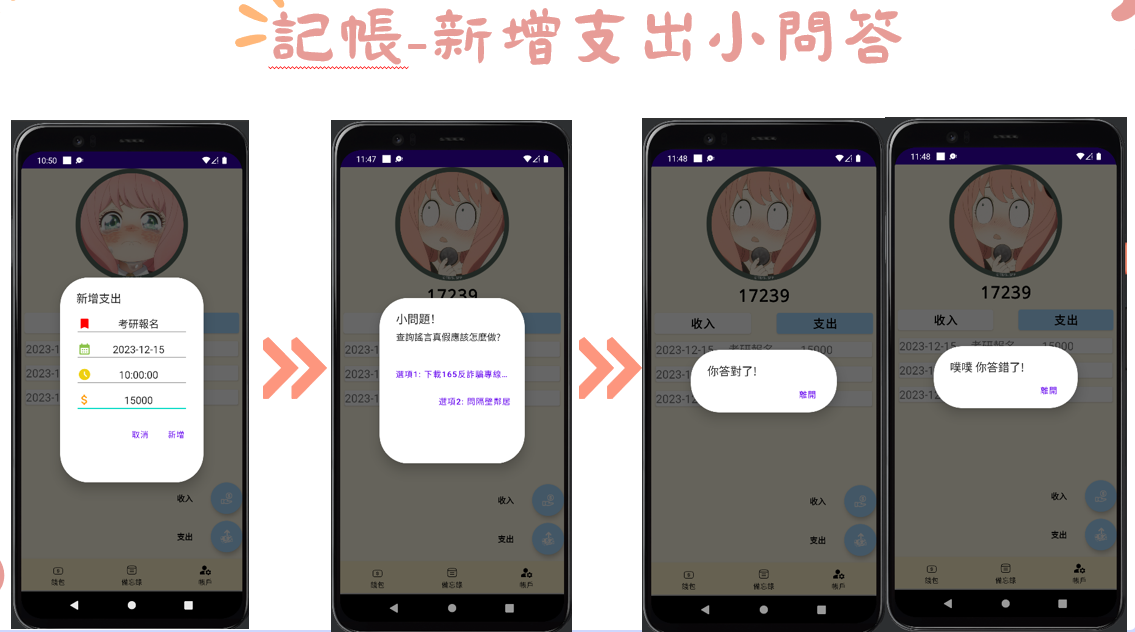 記帳-新增支出小問答
10:50
新增支出
考研報名
2023-12-15
10:00:00
15000
取消 新增
2023-1
2023-1
2023-1
收入
支出
錢包 備忘錄 帳戶
11:47
17239
小問題!
查詢謠言真假應該怎麼做?
選項1: 下載165反詐騙專線...
選項2: 問隔壁鄰居
2023-1
2023-1
2023-1
收入
支出
錢包 備忘錄 帳戶
11:48
17239
收入 支出
2023-12-15 考研報名 15000
你答對了!
離開
2023-12
2023-12
收入
支出
錢包 備忘錄 帳戶
11:48
17239
收入 支出
2023-12-15 考研報名 15000
噗噗 你答錯了!
離開
2023-12
2023-12
收入
支出
錢包 備忘錄 帳戶